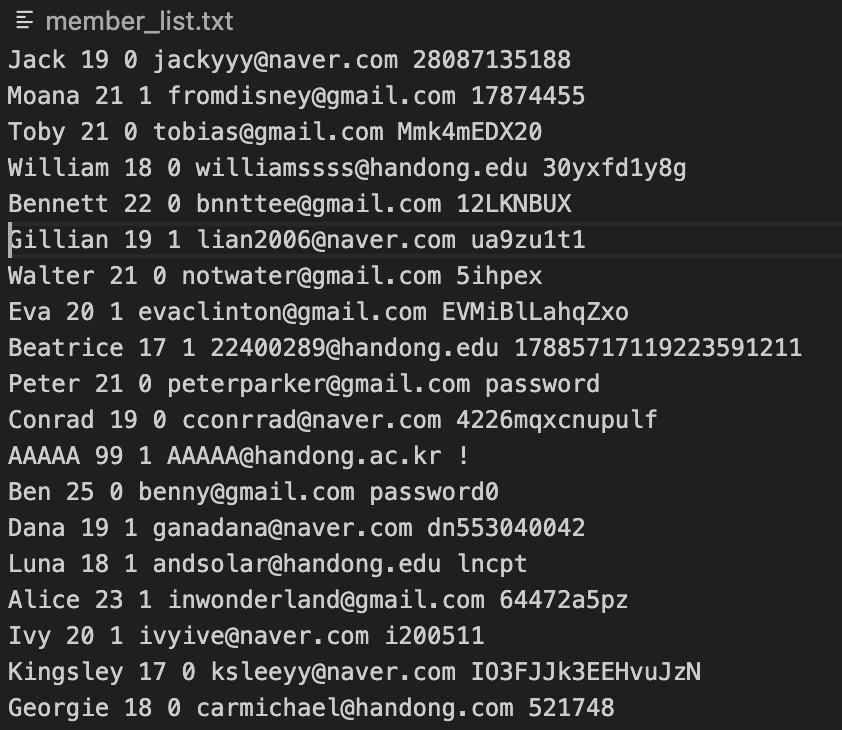 member_list.txt
Jack 19 0 jackyyy@naver.com 28087135188
Moana 21 1 fromdisney@gmail.com 17874455
Toby 21 0 tobias@gmail.com Mmk4mEDX20
William 18 0 williamssss@handong.edu 30yxfd1y8g
Bennett 22 0 bnnttee@gmail.com 12LKNBUX
Gillian 19 1 lian2006@naver.com ua9zu1t1
Walter 21 0 notwater@gmail.com 5ihpex
Eva 20 1 evaclinton@gmail.com EVMiBlLahqZxo
Beatrice 17 1 22400289@handong.edu 17885717119223591211
Peter 21 0 peterparker@gmail.com password
Conrad 19 0 cconrrad@naver.com 4226mqxcnupulf
AAAAA 99 1 AAAAA@handong.ac.kr !
Ben 25 0 benny@gmail.com password0
Dana 19 1 ganadana@naver.com dn553040042
Luna 18 1 andsolar@handong.edu lncpt
Alice 23 1 inwonderland@gmail.com 64472a5pz
Ivy 20 1 ivyive@naver.com i200511
Kingsley 17 0 ksleeyy@naver.com IO3FJJk3EEHvuJzN
Georgie 18 0 carmichael@handong.com 521748